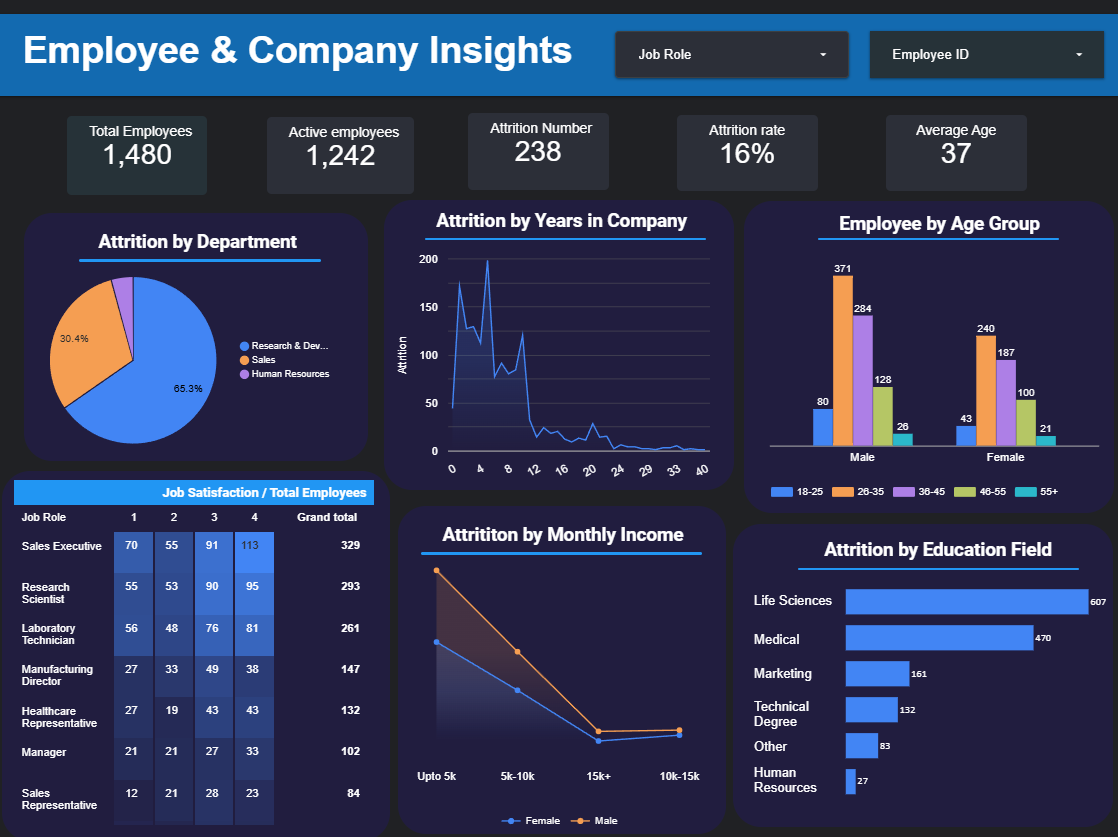 Employee & Company Insights
Job Role
Employee ID
Total Employees
1,480
Active employees
1,242
Attrition Number
238
Attrition rate
16%
Average Age
37
Attrition by Department
30.4%
65.3%
Research & Dev...
Sales
Human Resources
Attrition by Years in Company
Attrition
200
150
100
50
0
0 4 8 12 16 20 24 29 33 40
Employee by Age Group
80 371 284 128 26
43 240 187 100 21
Male Female
18-25 26-35 36-45 46-55 55+
Job Satisfaction / Total Employees
Job Role 1 2 3 4 Grand total
Sales Executive 70 55 91 113 329
Research 55 53 90 95 293
Scientist
Laboratory 56 48 76 81 261
Technician
Manufacturing 27 33 49 38 147
Director
Healthcare 27 19 43 43 132
Representative
Manager 21 21 27 33 102
Sales 12 21 28 23 84
Representative
Attritition by Monthly Income
Upto 5k 5k-10k 15k+ 10k-15k
Female Male
Attrition by Education Field
Life Sciences 607
Medical 470
Marketing 161
Technical 132
Degree
Other 83
Human 27
Resources